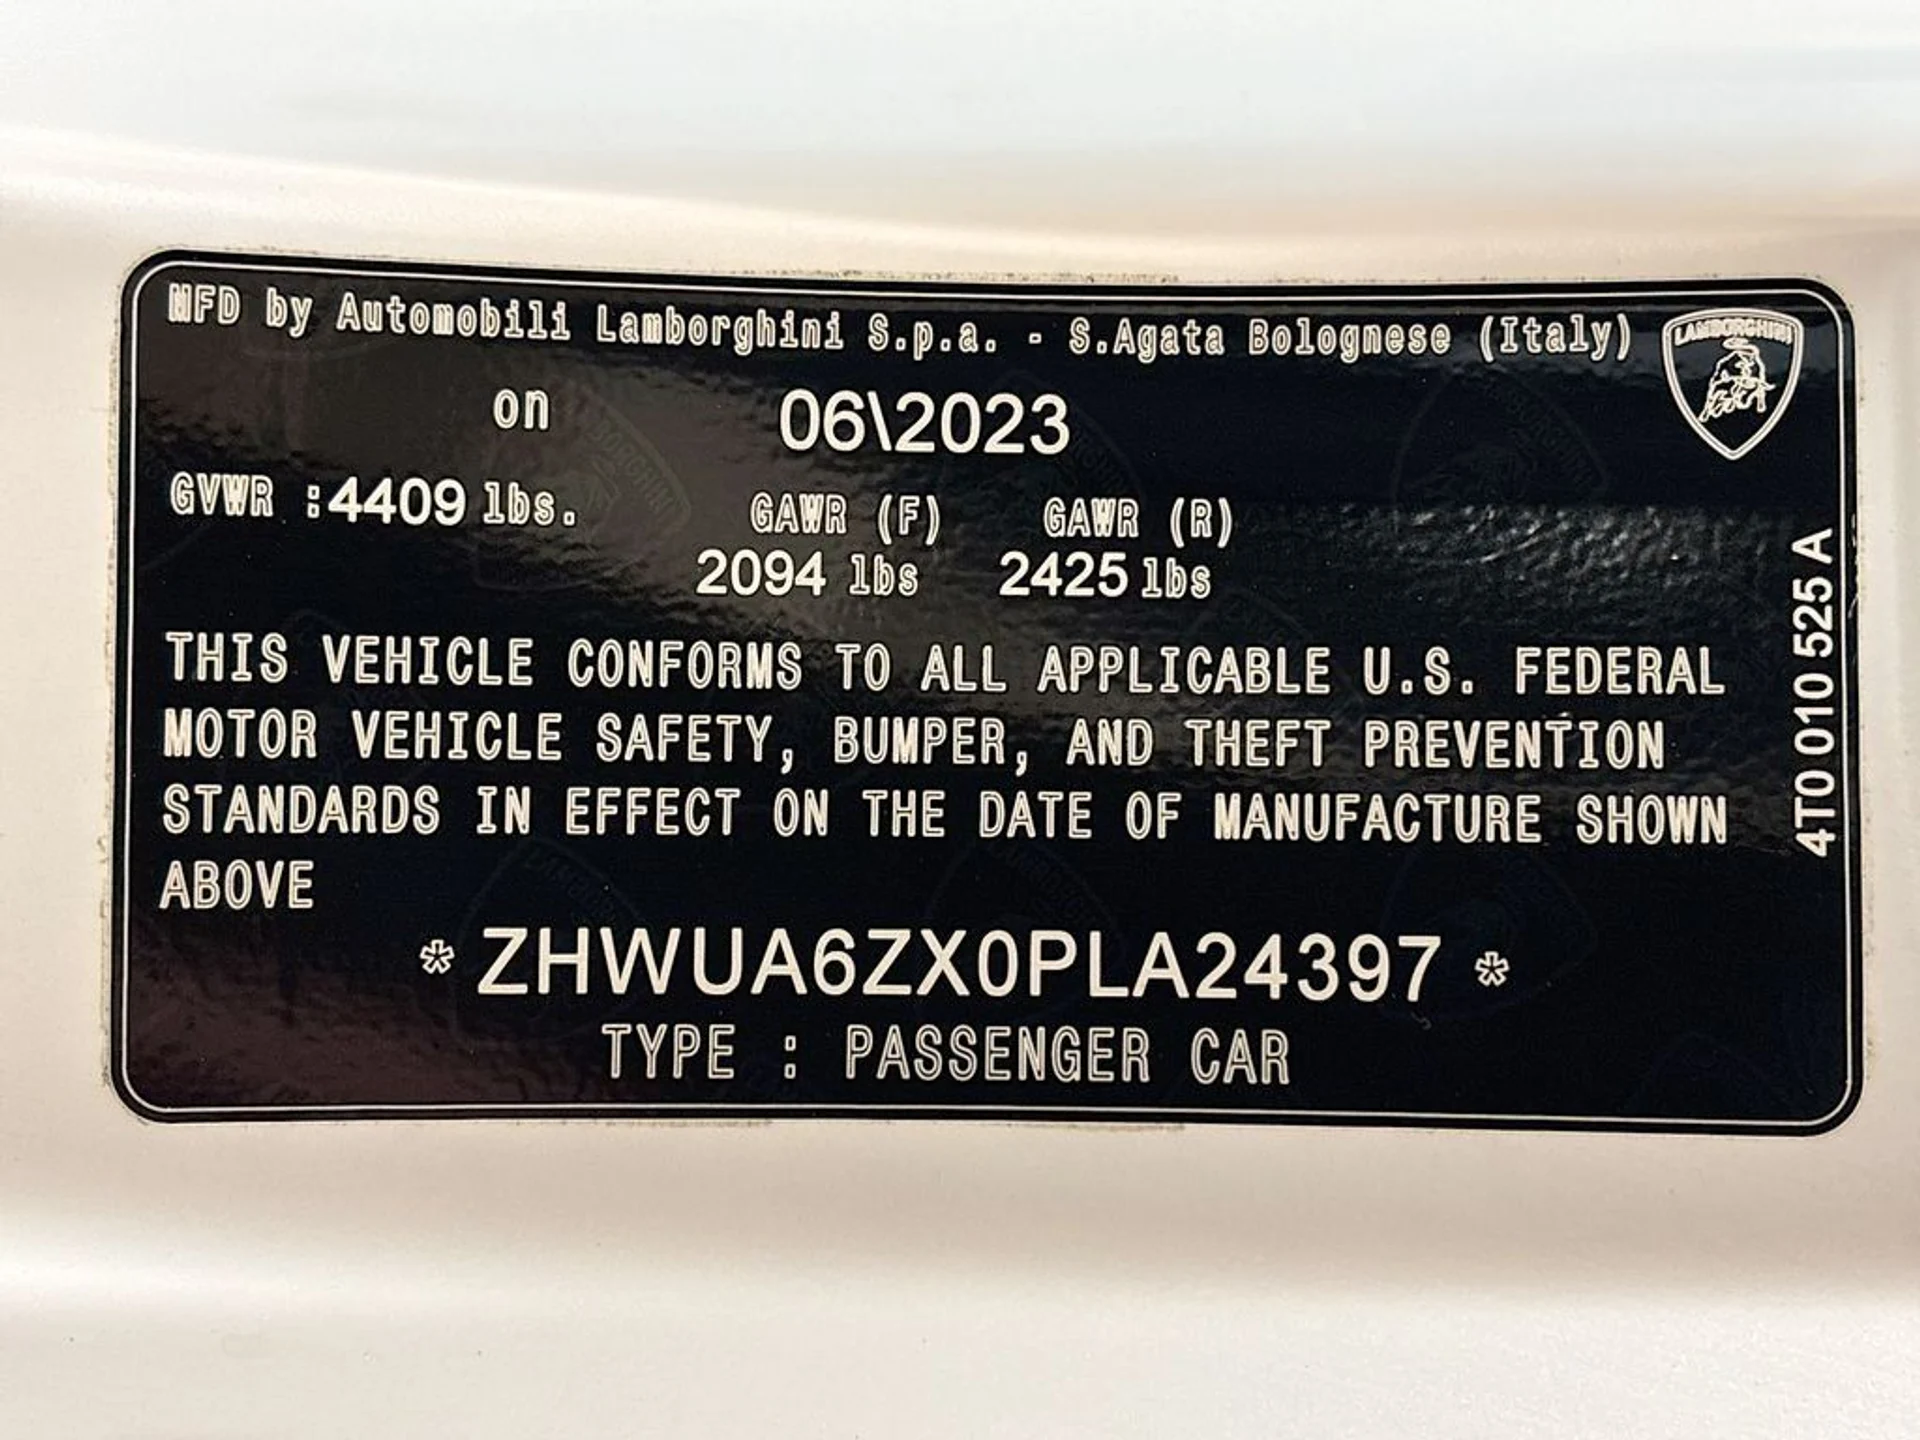 MFD by Automobili Lamborghini S.p.a. - S.Agata Bolognese (Italy)
LAMBORGHINI
on 06\2023
GVWR :4409 lbs. GAWR (F) GAWR (R)
2094 lbs 2425 lbs
THIS VEHICLE CONFORMS TO ALL APPLICABLE U.S. FEDERAL
MOTOR VEHICLE SAFETY, BUMPER, AND THEFT PREVENTION
STANDARDS IN EFFECT ON THE DATE OF MANUFACTURE SHOWN
ABOVE
* ZHWUA6ZX0PLA24397 *
TYPE : PASSENGER CAR
4T0 010 525 A